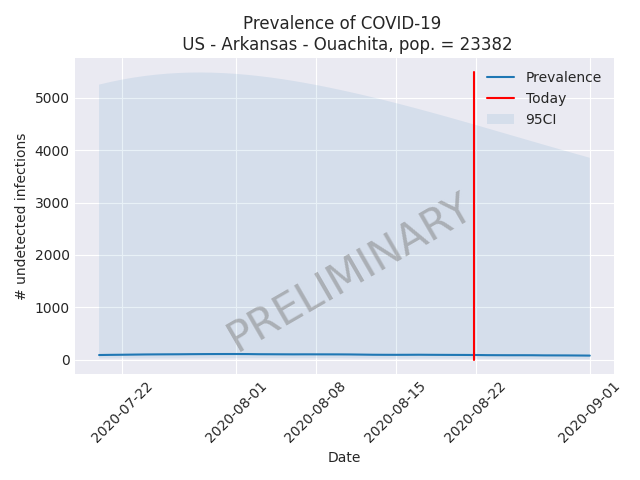 Prevalence of COVID-19
US - Arkansas - Ouachita, pop. = 23382
# undetected infections
5000
4000
3000
2000
1000
0
Prevalence
Today
95CI
PRELIMINARY
2020-07-22
2020-08-01
2020-08-08
2020-08-15
2020-08-22
2020-09-01
Date